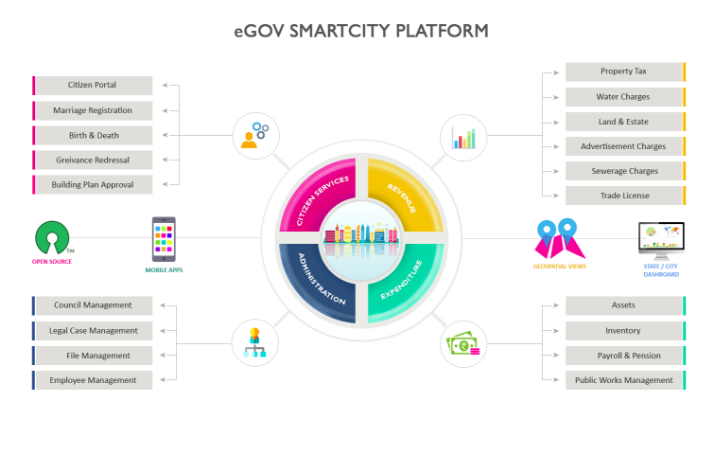 eGOV SMARTCITY PLATFORM
Citizen Portal
Marriage Registration
Birth & Death
Greivance Redressal
Building Plan Approval
Property Tax
Water Charges
Land & Estate
Advertisement Charges
Sewerage Charges
Trade License
CITIZEN SERVICES
REVENUE
ADMINISTRATION
EXPENDITURE
TM
OPEN SOURCE
MOBILE APPS
GEOSPATIAL VIEWS
STATE / CITY
DASHBOARD
Council Management
Legal Case Management
File Management
Employee Management
Assets
Inventory
Payroll & Pension
Public Works Management